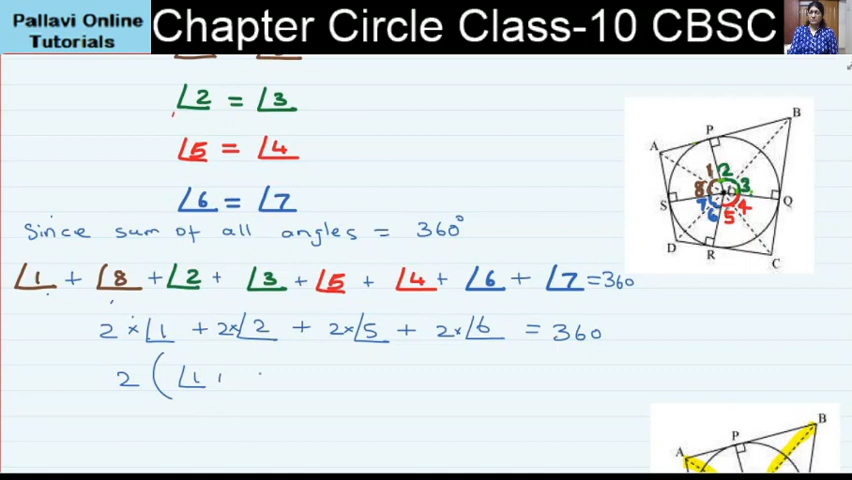 Pallavi Online
Tutorials
Chapter Circle Class-10 CBSC
∠2 = ∠3
∠5 = ∠4
∠6 = ∠7
Since sum of all angles = 360°
∠1 + ∠8 + ∠2 + ∠3 + ∠5 + ∠4 + ∠6 + ∠7 = 360
2 × ∠1 + 2×∠2 + 2×∠5 + 2×∠6 = 360
2 ( ∠1
A P B
1 2 3 4 5 6 7 8
S Q
D R C
A P B